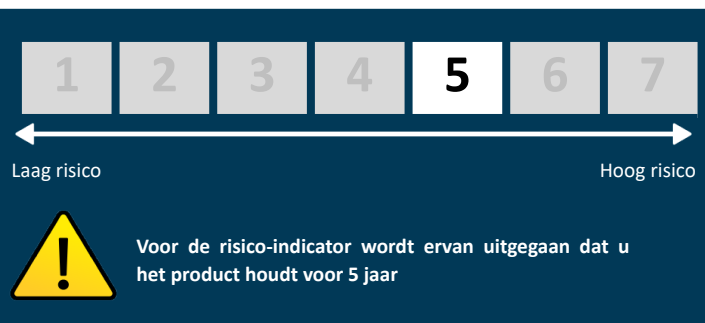 1 2 3 4 5 6 7
Laag risico Hoog risico
Voor de risico-indicator wordt ervan uitgegaan dat u
het product houdt voor 5 jaar